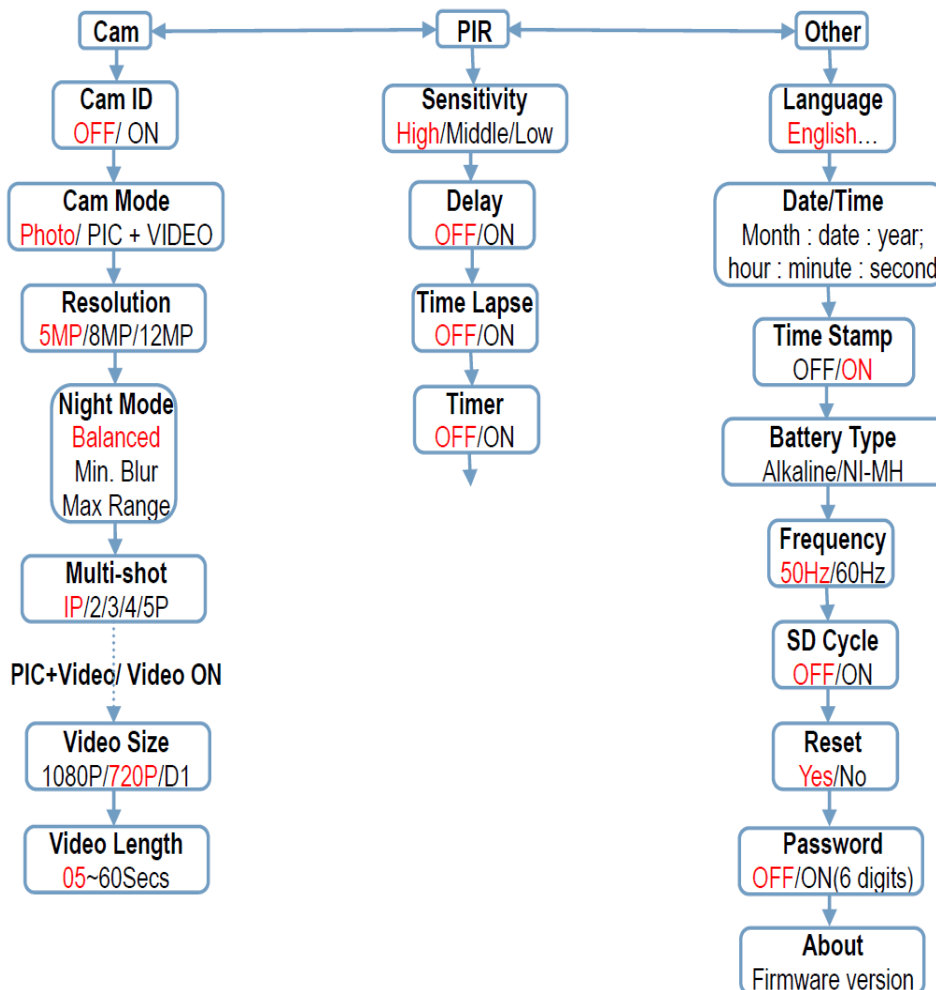 Cam
PIR
Other
Cam ID
OFF/ ON
Cam Mode
Photo/ PIC + VIDEO
Resolution
5MP/8MP/12MP
Night Mode
Balanced
Min. Blur
Max Range
Multi-shot
IP/2/3/4/5P
PIC+Video/ Video ON
Video Size
1080P/720P/D1
Video Length
05~60Secs
Sensitivity
High/Middle/Low
Delay
OFF/ON
Time Lapse
OFF/ON
Timer
OFF/ON
Language
English...
Date/Time
Month : date : year;
hour : minute : second
Time Stamp
OFF/ON
Battery Type
Alkaline/NI-MH
Frequency
50Hz/60Hz
SD Cycle
OFF/ON
Reset
Yes/No
Password
OFF/ON(6 digits)
About
Firmware version